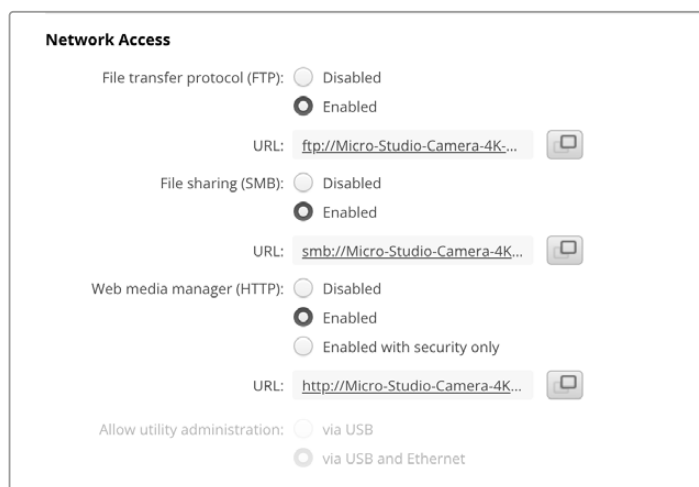 Network Access
File transfer protocol (FTP): Disabled
Enabled
URL: ftp://Micro-Studio-Camera-4K-...
File sharing (SMB): Disabled
Enabled
URL: smb://Micro-Studio-Camera-4K...
Web media manager (HTTP): Disabled
Enabled
Enabled with security only
URL: http://Micro-Studio-Camera-4K...
Allow utility administration: via USB
via USB and Ethernet